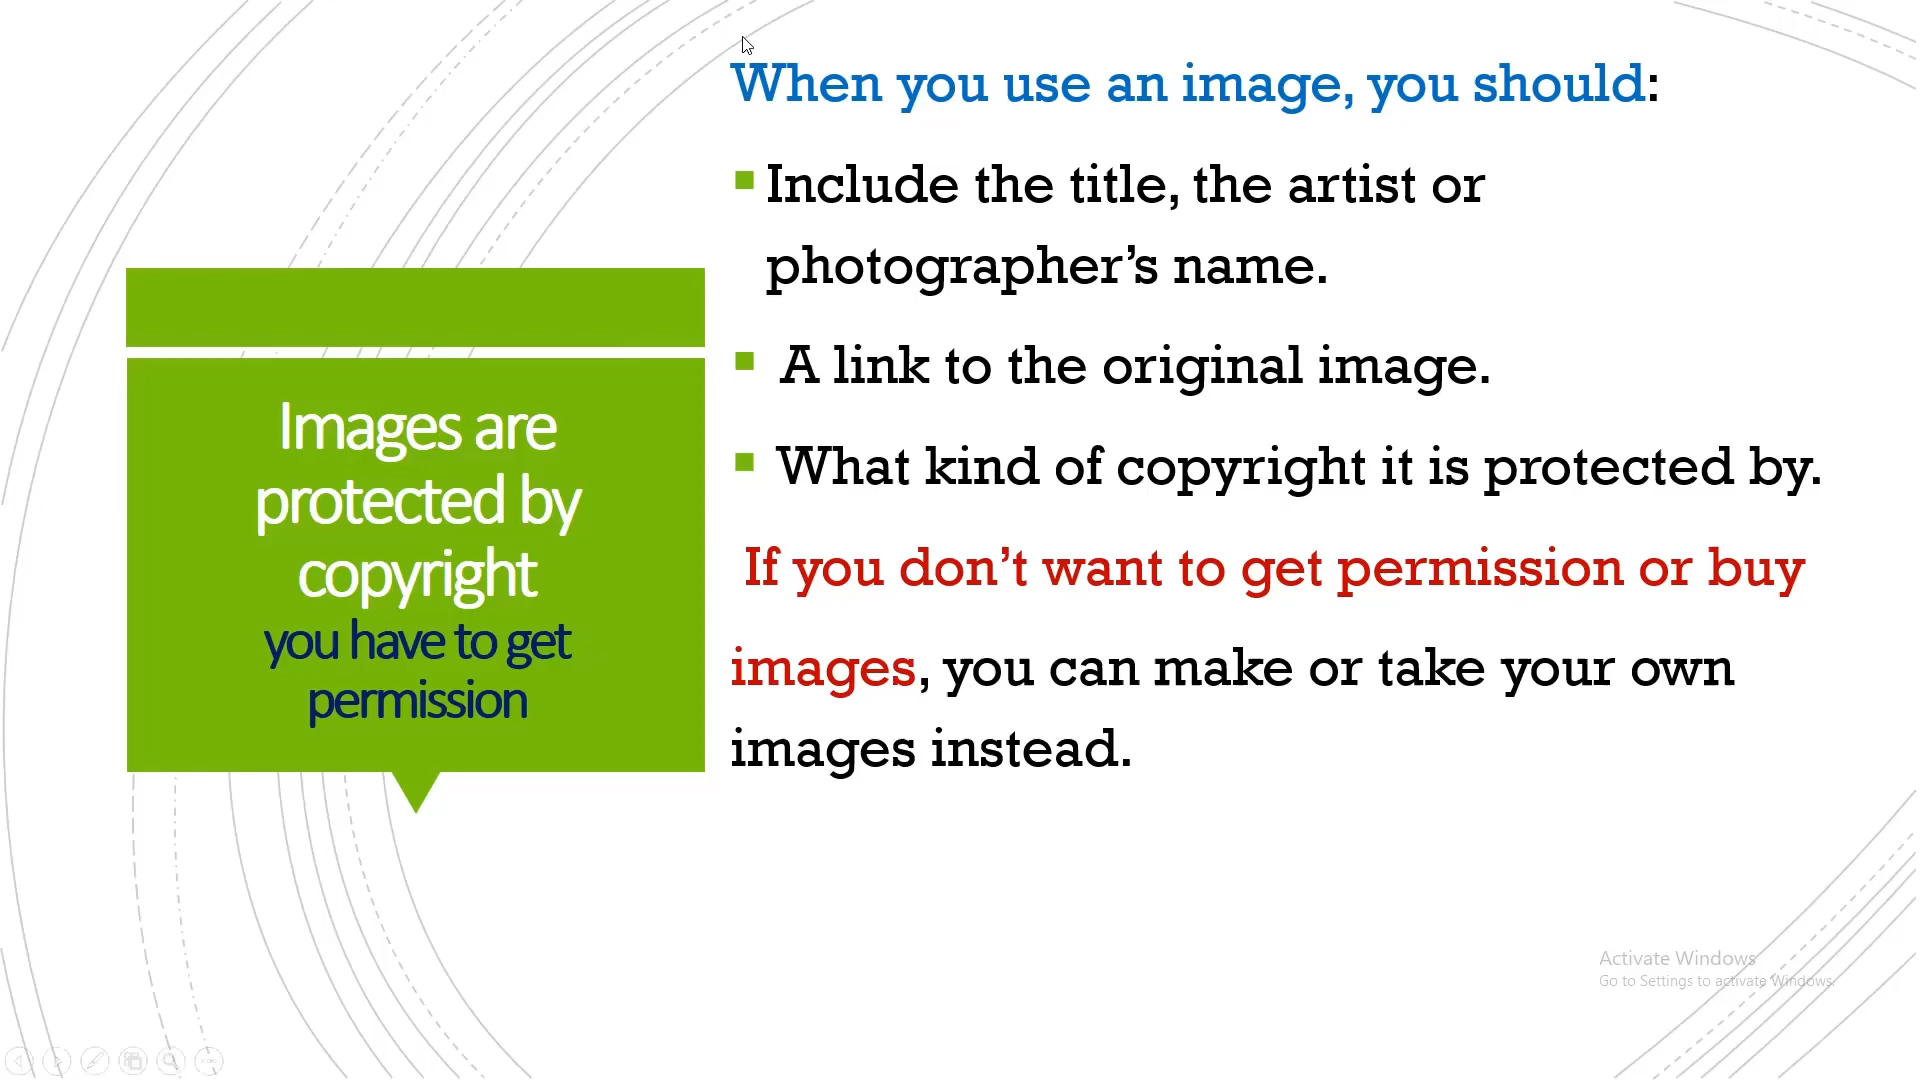 Images are
protected by
copyright
you have to get
permission
When you use an image, you should:
Include the title, the artist or
photographer’s name.
A link to the original image.
What kind of copyright it is protected by.
If you don’t want to get permission or buy
images, you can make or take your own
images instead.
Activate Windows
Go to Settings to activate Windows.